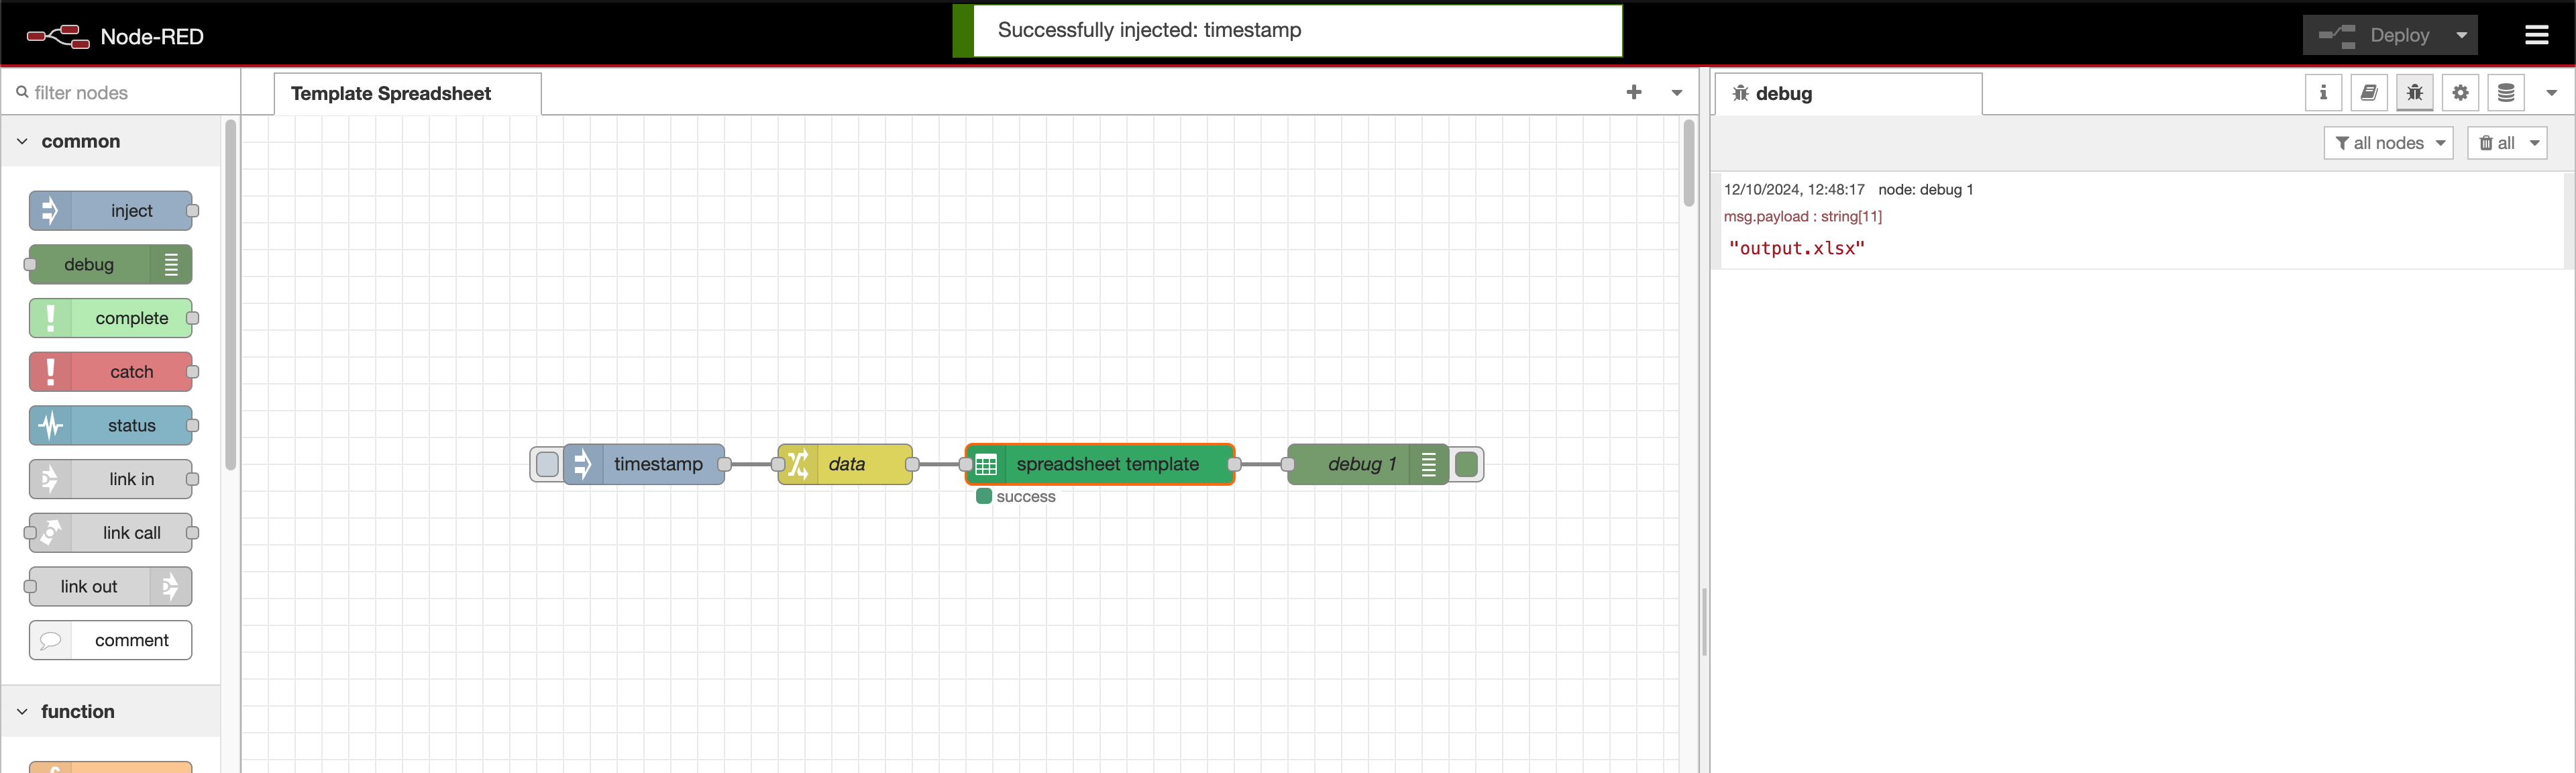 Node-RED
Successfully injected: timestamp
Deploy
filter nodes
Template Spreadsheet
debug
all nodes
all
common
inject
debug
complete
catch
status
link in
link call
link out
comment
function
timestamp
data
spreadsheet template
debug 1
success
12/10/2024, 12:48:17 node: debug 1
msg.payload : string[11]
"output.xlsx"